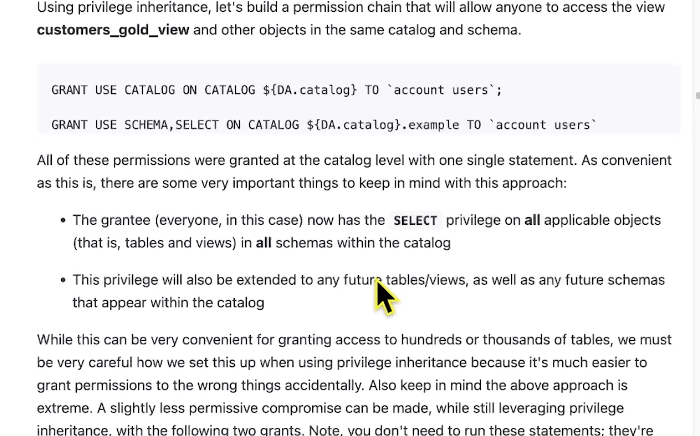 Using privilege inheritance, let's build a permission chain that will allow anyone to access the view
customers_gold_view and other objects in the same catalog and schema.
GRANT USE CATALOG ON CATALOG ${DA.catalog} TO `account users`;
GRANT USE SCHEMA,SELECT ON CATALOG ${DA.catalog}.example TO `account users`
All of these permissions were granted at the catalog level with one single statement. As convenient
as this is, there are some very important things to keep in mind with this approach:
• The grantee (everyone, in this case) now has the SELECT privilege on all applicable objects
(that is, tables and views) in all schemas within the catalog
• This privilege will also be extended to any future tables/views, as well as any future schemas
that appear within the catalog
While this can be very convenient for granting access to hundreds or thousands of tables, we must
be very careful how we set this up when using privilege inheritance because it's much easier to
grant permissions to the wrong things accidentally. Also keep in mind the above approach is
extreme. A slightly less permissive compromise can be made, while still leveraging privilege
inheritance, with the following two grants. Note, you don't need to run these statements; they're